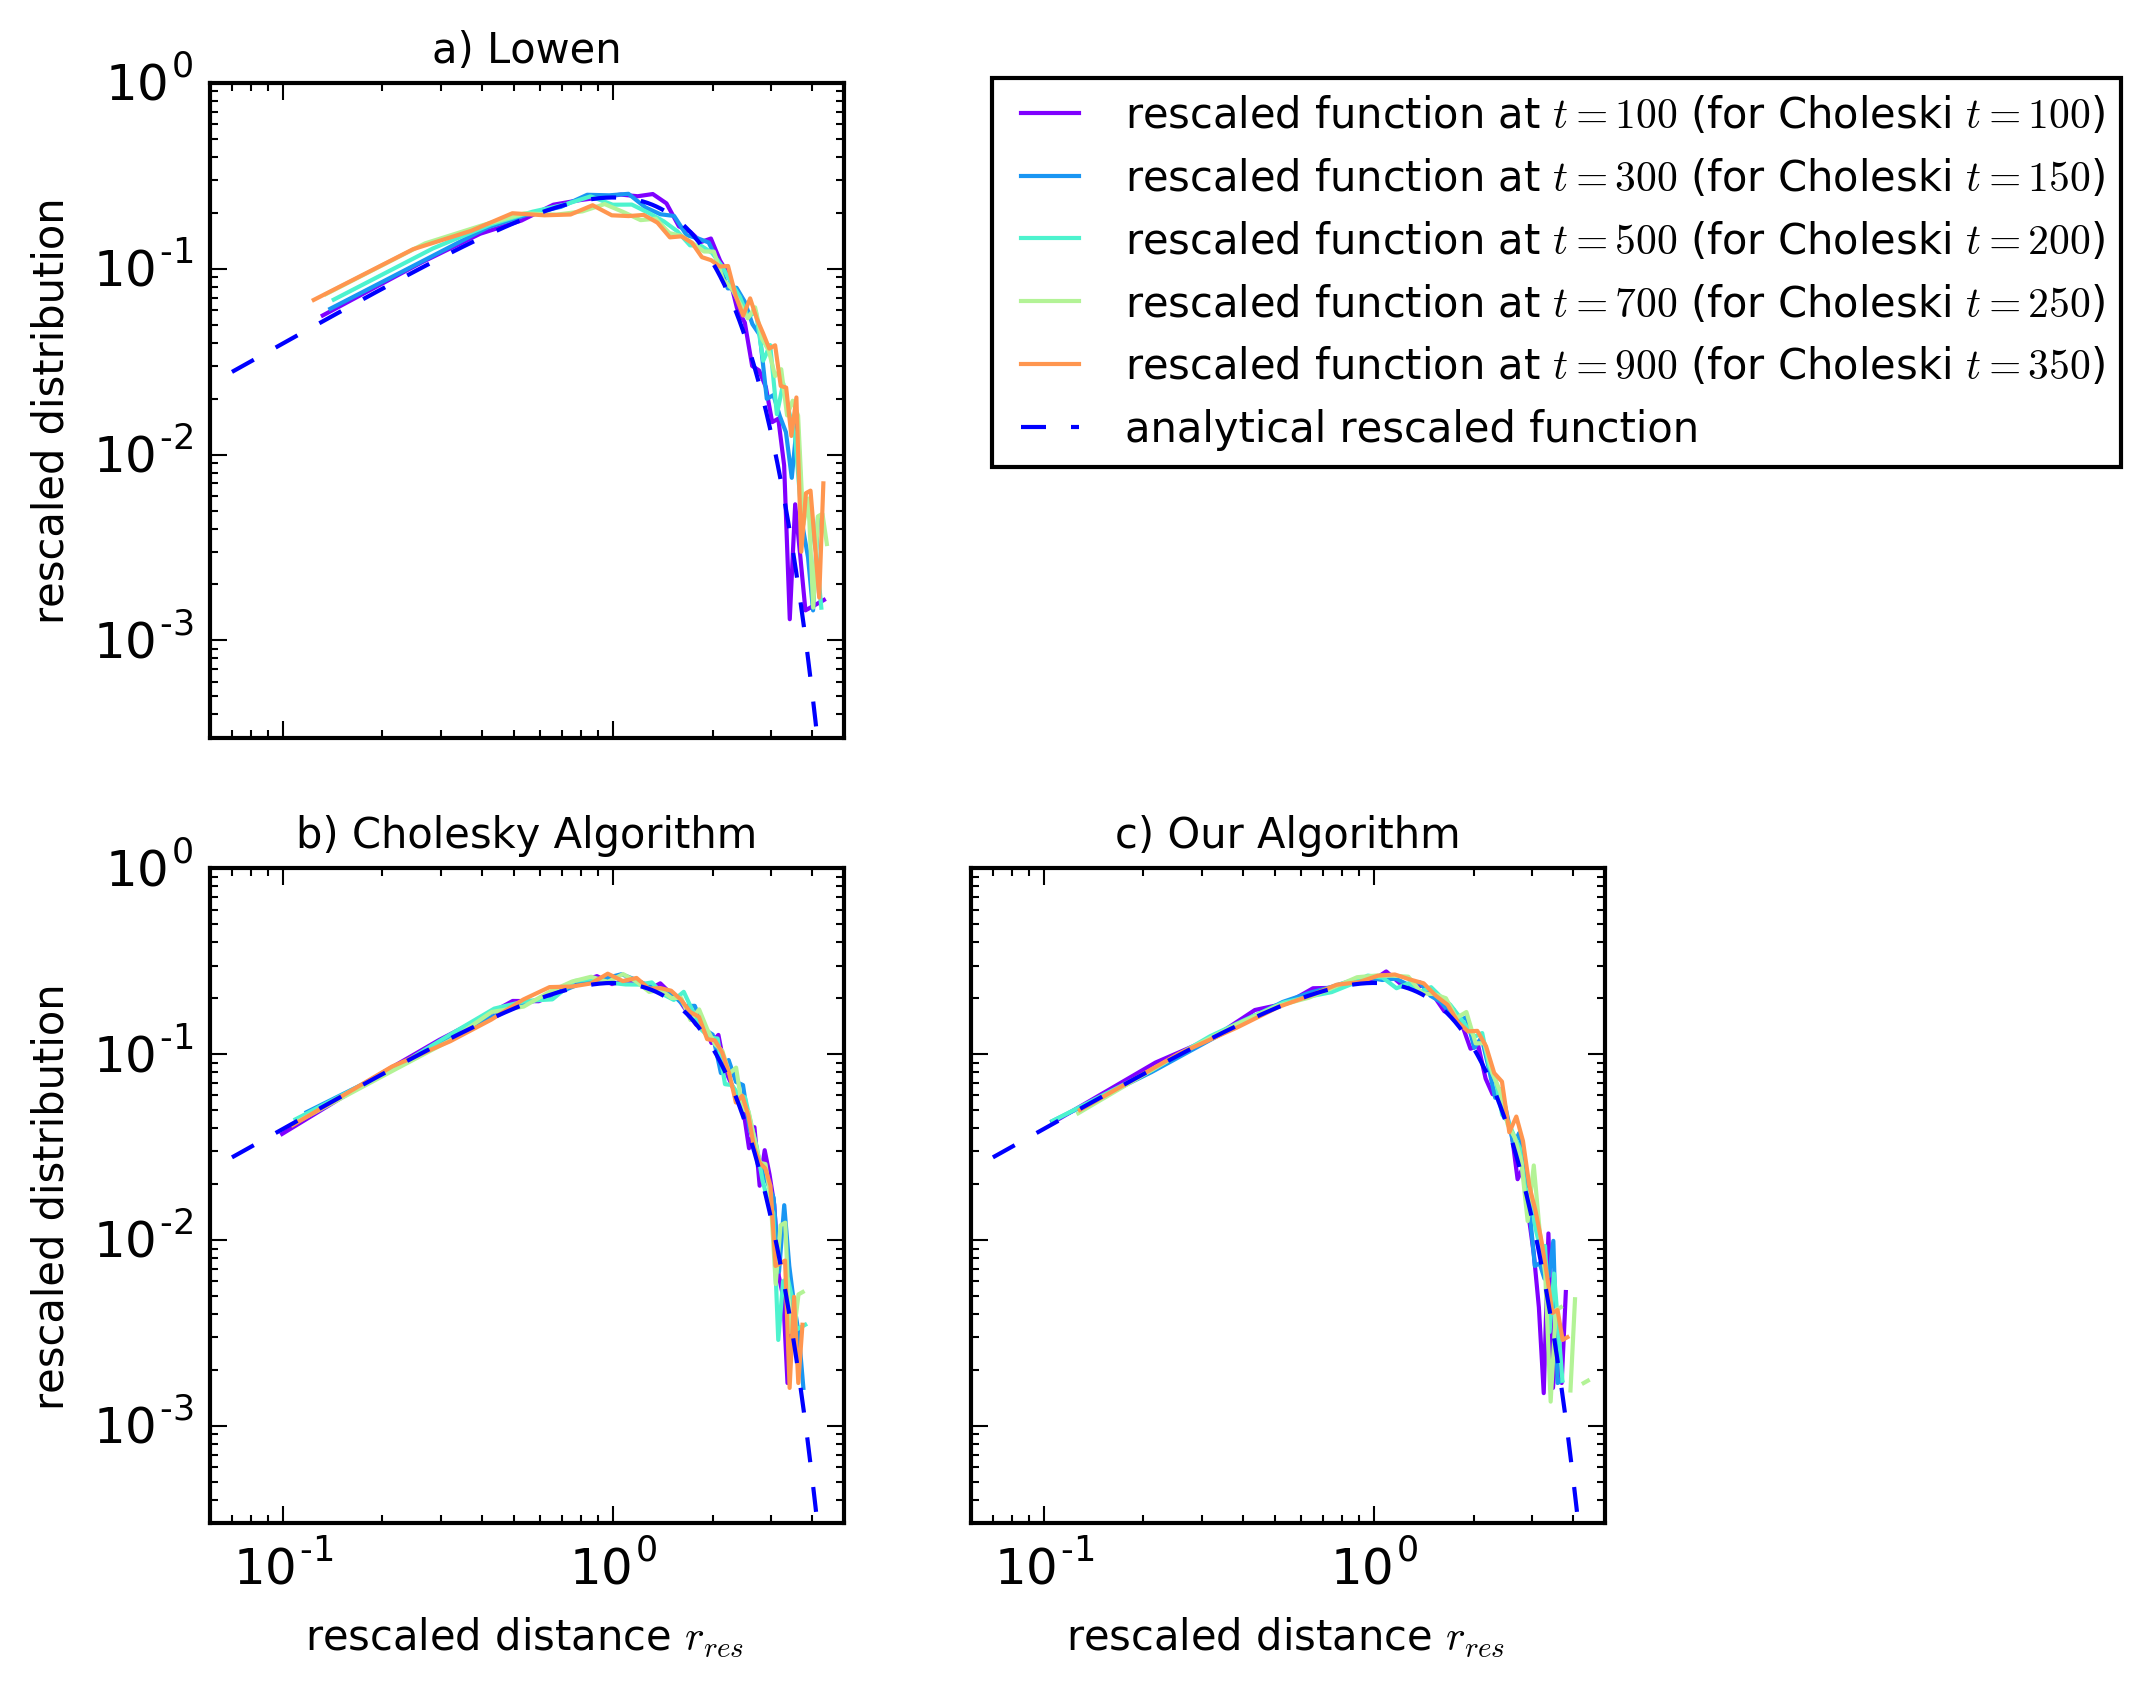 a) Lowen
10^0
10^-1
10^-2
10^-3
rescaled distribution
rescaled function at t = 100 (for Choleski t = 100)
rescaled function at t = 300 (for Choleski t = 150)
rescaled function at t = 500 (for Choleski t = 200)
rescaled function at t = 700 (for Choleski t = 250)
rescaled function at t = 900 (for Choleski t = 350)
analytical rescaled function
b) Cholesky Algorithm
10^0
10^-1
10^-2
10^-3
rescaled distribution
10^-1 10^0
rescaled distance r_res
c) Our Algorithm
10^-1 10^0
rescaled distance r_res